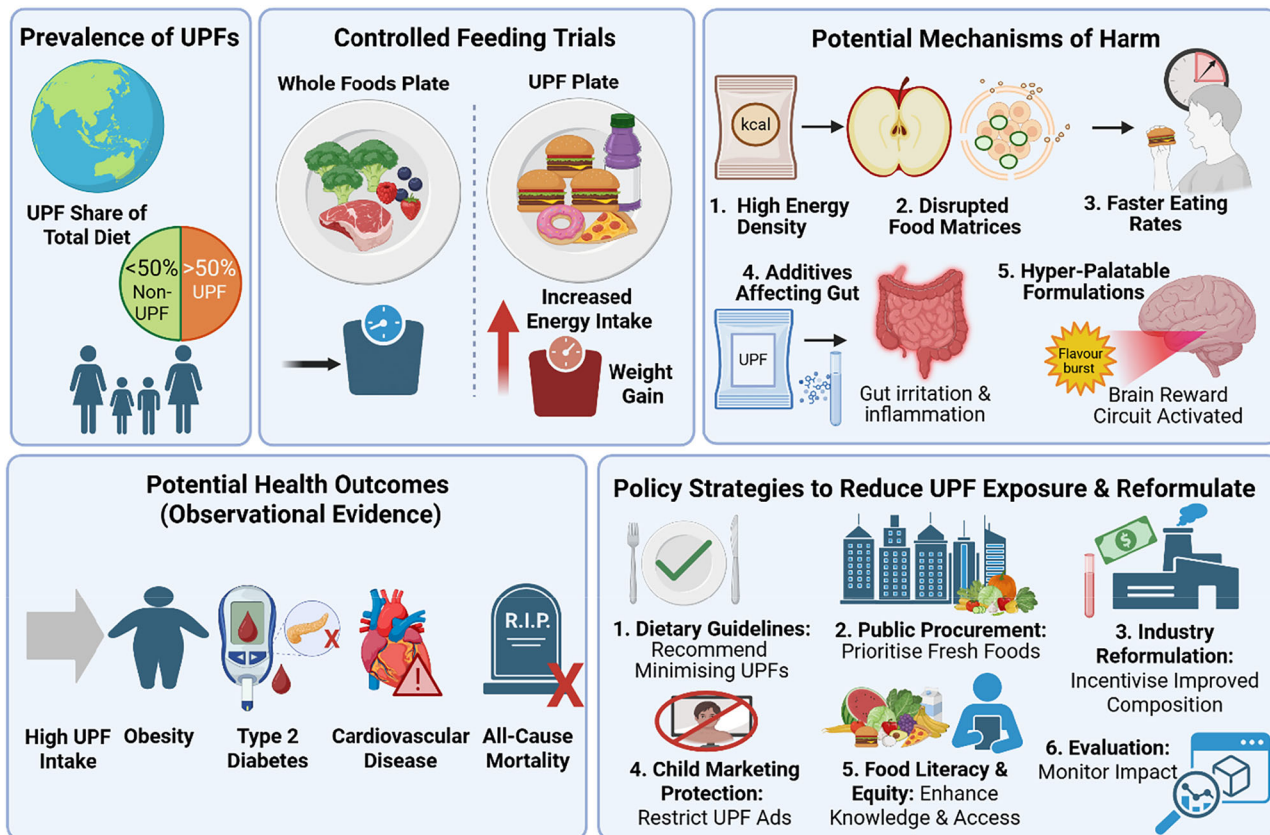 Prevalence of UPFs
UPF Share of
Total Diet
<50%
Non-
UPF
>50%
UPF
Controlled Feeding Trials
Whole Foods Plate
UPF Plate
Increased
Energy Intake
Weight
Gain
Potential Mechanisms of Harm
kcal
1. High Energy
Density
2. Disrupted
Food Matrices
3. Faster Eating
Rates
4. Additives
Affecting Gut
UPF
Gut irritation &
inflammation
5. Hyper-Palatable
Formulations
Flavour
burst
Brain Reward
Circuit Activated
Potential Health Outcomes
(Observational Evidence)
R.I.P.
High UPF
Intake
Obesity
Type 2
Diabetes
Cardiovascular
Disease
All-Cause
Mortality
Policy Strategies to Reduce UPF Exposure & Reformulate
1. Dietary Guidelines:
Recommend
Minimising UPFs
2. Public Procurement:
Prioritise Fresh Foods
$
3. Industry
Reformulation:
Incentivise Improved
Composition
4. Child Marketing
Protection:
Restrict UPF Ads
5. Food Literacy &
Equity: Enhance
Knowledge & Access
6. Evaluation:
Monitor Impact